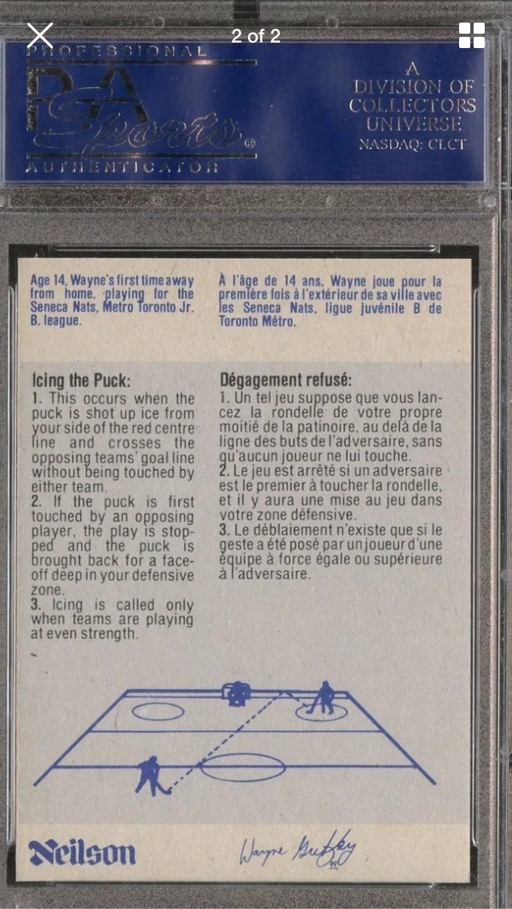 2 of 2
PROFESSIONAL
PSA
Sports®
AUTHENTICATOR
A
DIVISION OF
COLLECTORS
UNIVERSE
NASDAQ: CLCT
Age 14, Wayne's first time away
from home, playing for the
Seneca Nats, Metro Toronto Jr.
B. league.
À l'âge de 14 ans, Wayne joue pour la
première fois à l'extérieur de sa ville avec
les Seneca Nats, ligue juvénile B de
Toronto Métro.
Icing the Puck:
1. This occurs when the
puck is shot up ice from
your side of the red centre
line and crosses the
opposing teams' goal line
without being touched by
either team.
2. If the puck is first
touched by an opposing
player, the play is stop-
ped and the puck is
brought back for a face-
off deep in your defensive
zone.
3. Icing is called only
when teams are playing
at even strength.
Dégagement refusé:
1. Un tel jeu suppose que vous lan-
cez la rondelle de votre propre
moitié de la patinoire, au delà de la
ligne des buts de l'adversaire, sans
qu'aucun joueur ne lui touche.
2. Le jeu est arrêté si un adversaire
est le premier à toucher la rondelle,
et il y aura une mise au jeu dans
votre zone défensive.
3. Le déblaiement n'existe que si le
geste a été posé par un joueur d'une
équipe à force égale ou supérieure
à l'adversaire.
Neilson
Wayne Gretzky